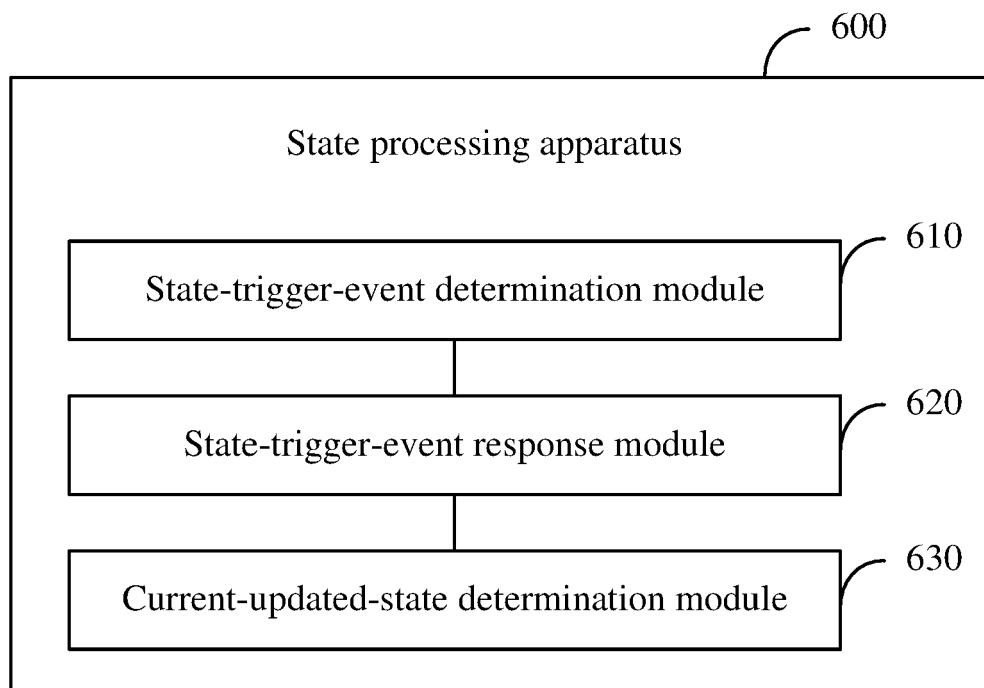 600
State processing apparatus
610
State-trigger-event determination module
620
State-trigger-event response module
630
Current-updated-state determination module